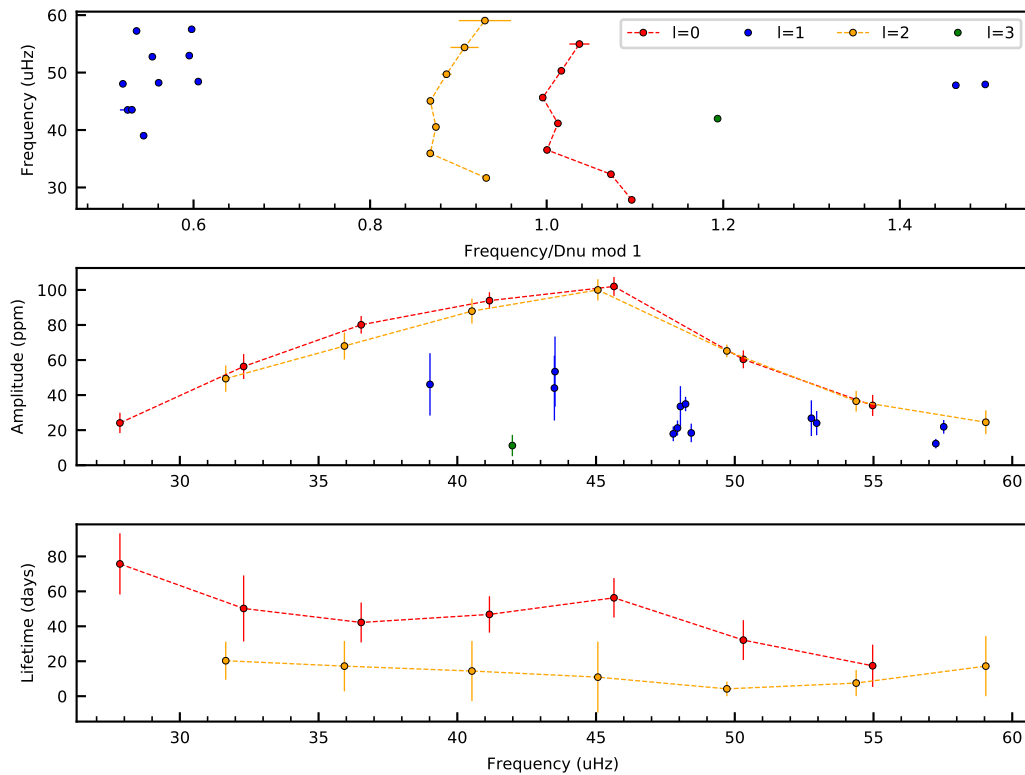 60
50
40
30
Frequency (uHz)
l=0 l=1 l=2 l=3
0.6 0.8 1.0 1.2 1.4
Frequency/Dnu mod 1
100
80
60
40
20
0
Amplitude (ppm)
30 35 40 45 50 55 60
80
60
40
20
0
Lifetime (days)
30 35 40 45 50 55 60
Frequency (uHz)